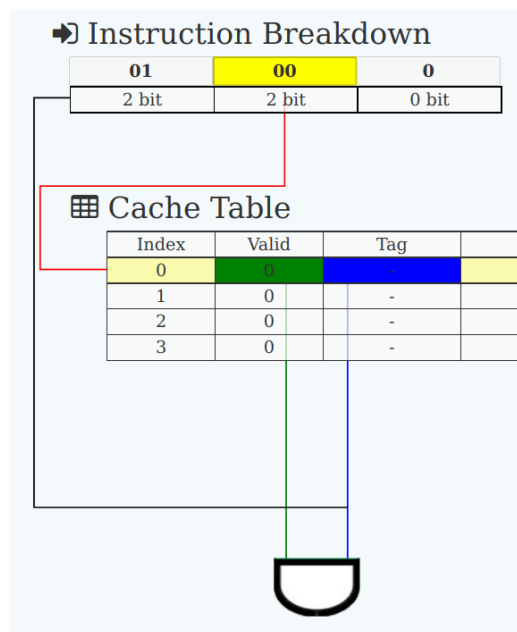 Instruction Breakdown
01 00 0
2 bit 2 bit 0 bit
Cache Table
Index Valid Tag
0 0 -
1 0 -
2 0 -
3 0 -